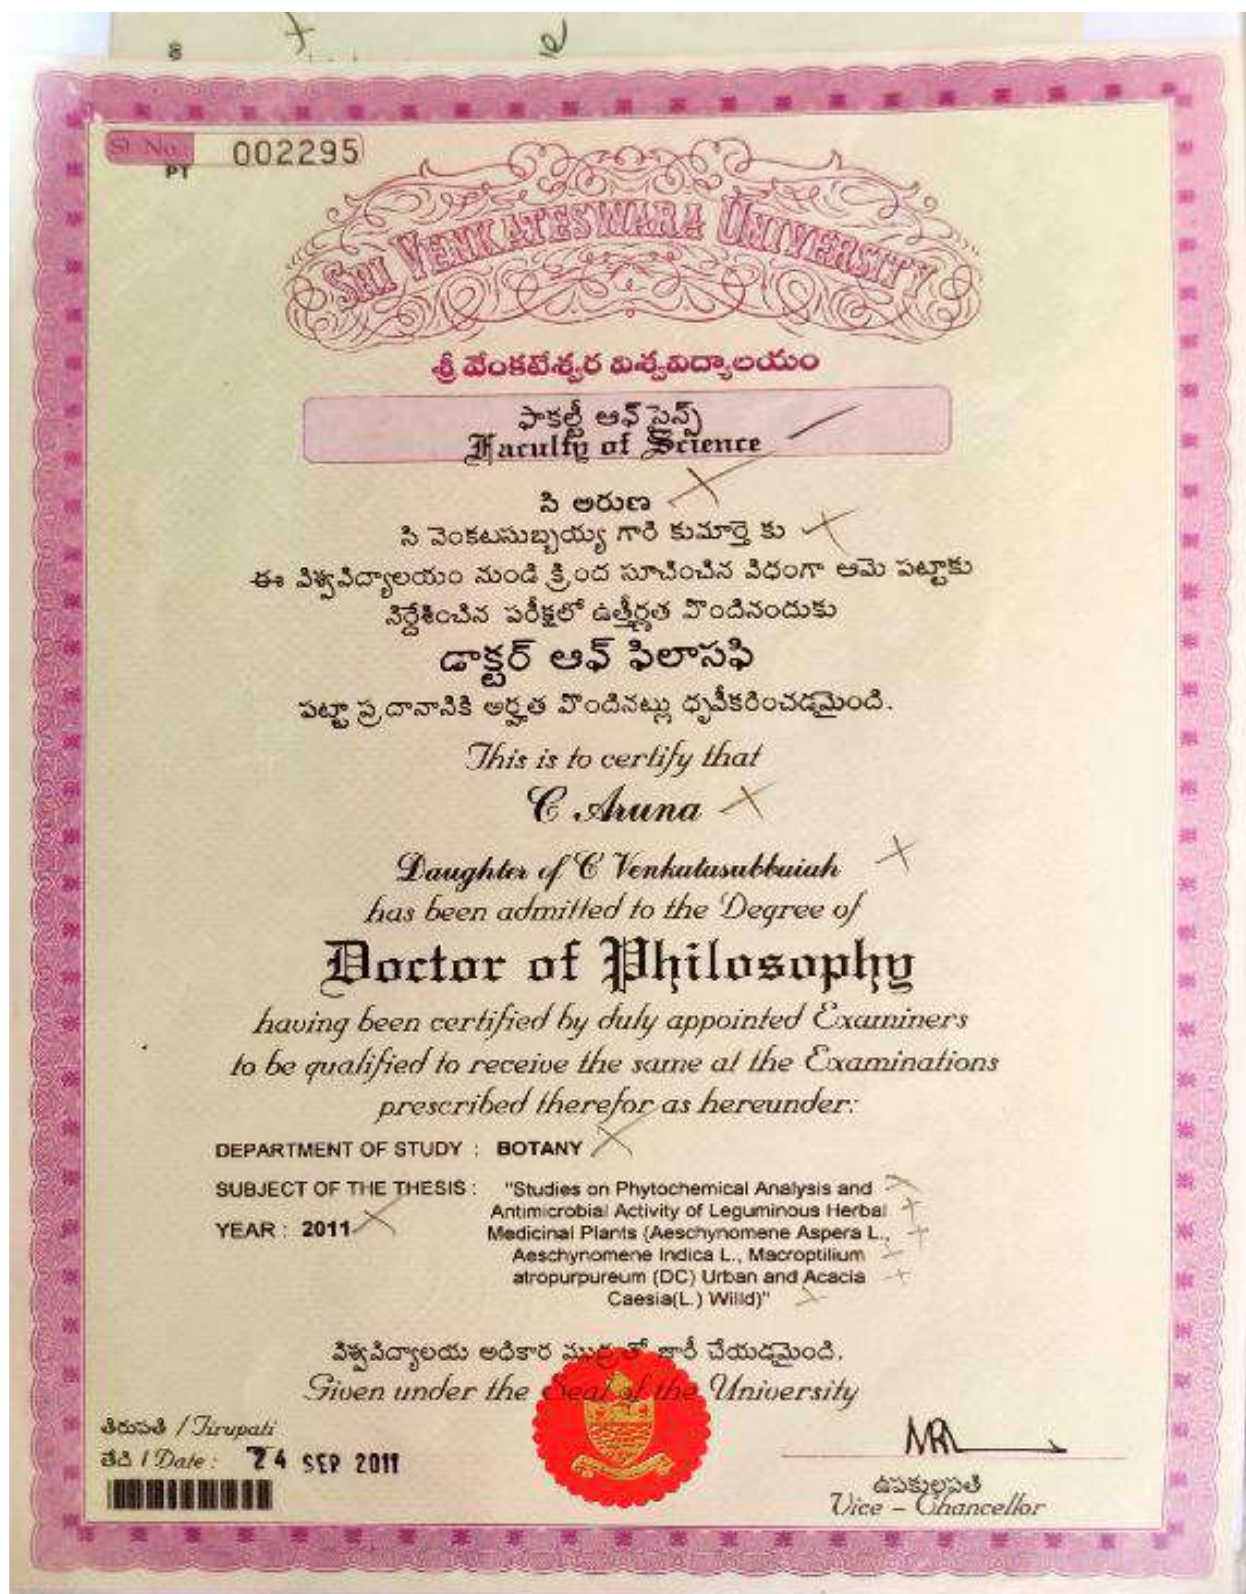 Sl. No.
PT 002295
SRI VENKATESWARA UNIVERSITY
శ్రీ వేంకటేశ్వర విశ్వవిద్యాలయం
ఫాకల్టీ ఆఫ్ సైన్స్
Faculty of Science
సి అరుణ
సి వెంకటసుబ్బయ్య గారి కుమార్తె కు
ఈ విశ్వవిద్యాలయం నుండి క్రింద సూచించిన విధంగా ఆమె పట్టాకు
నిర్దేశించిన పరీక్షలో ఉత్తీర్ణత పొందినందుకు
డాక్టర్ ఆఫ్ ఫిలాసఫి
పట్టా ప్రదానానికి అర్హత పొందినట్లు ధృవీకరించడమైంది.
This is to certify that
C Aruna
Daughter of C Venkatasubbaiah
has been admitted to the Degree of
Doctor of Philosophy
having been certified by duly appointed Examiners
to be qualified to receive the same at the Examinations
prescribed therefor as hereunder:
DEPARTMENT OF STUDY : BOTANY
SUBJECT OF THE THESIS : "Studies on Phytochemical Analysis and
Antimicrobial Activity of Leguminous Herbal
YEAR : 2011 Medicinal Plants (Aeschynomene Aspera L.,
Aeschynomene Indica L., Macroptilium
atropurpureum (DC) Urban and Acacia
Caesia(L.) Willd)"
విశ్వవిద్యాలయ అధికార ముద్రతో జారీ చేయడమైంది.
Given under the Seal of the University
తిరుపతి / Tirupati
తేది / Date : 24 SEP 2011
ఉపకులపతి
Vice - Chancellor